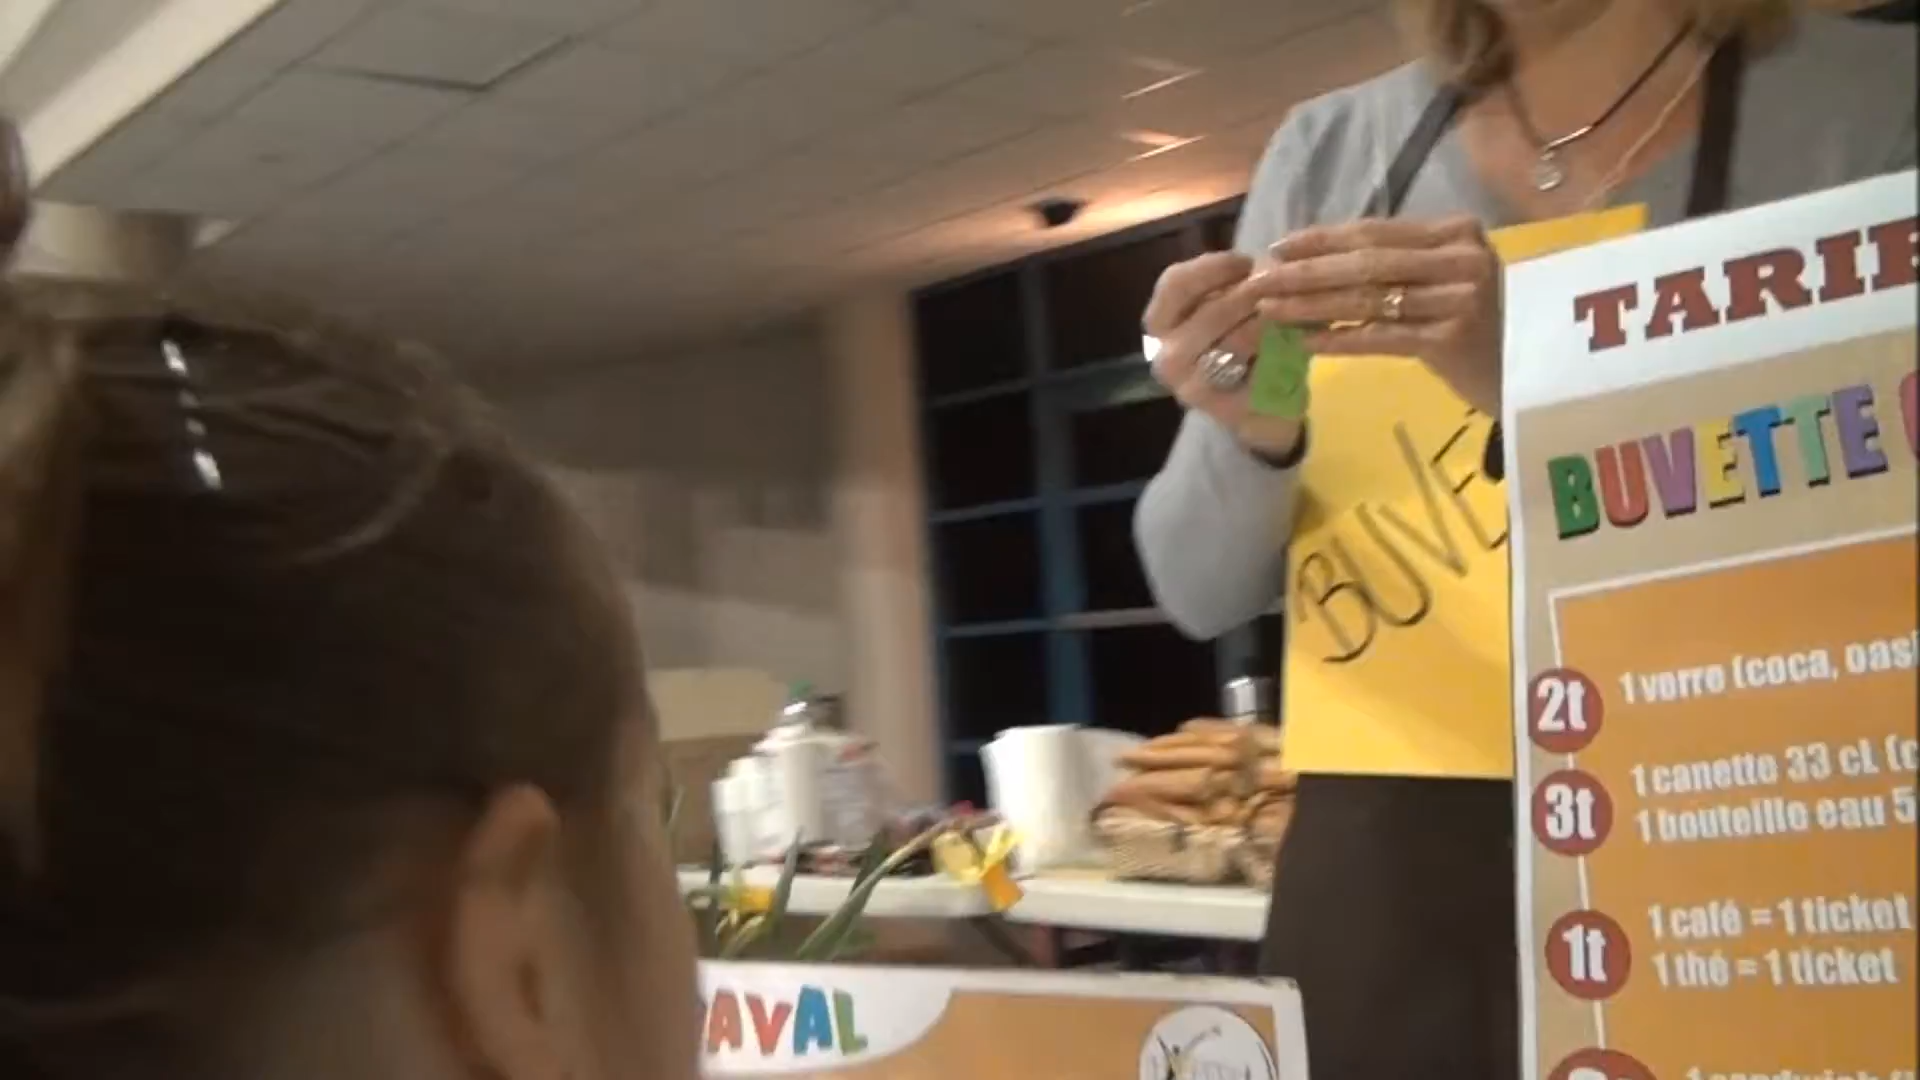 TARIF
BUVETTE
BUVE
2t
1 verre (coca, oasi
3t
1 canette 33 cL (c
1 bouteille eau 5
1t
1 café = 1 ticket
1 thé = 1 ticket
AVAL